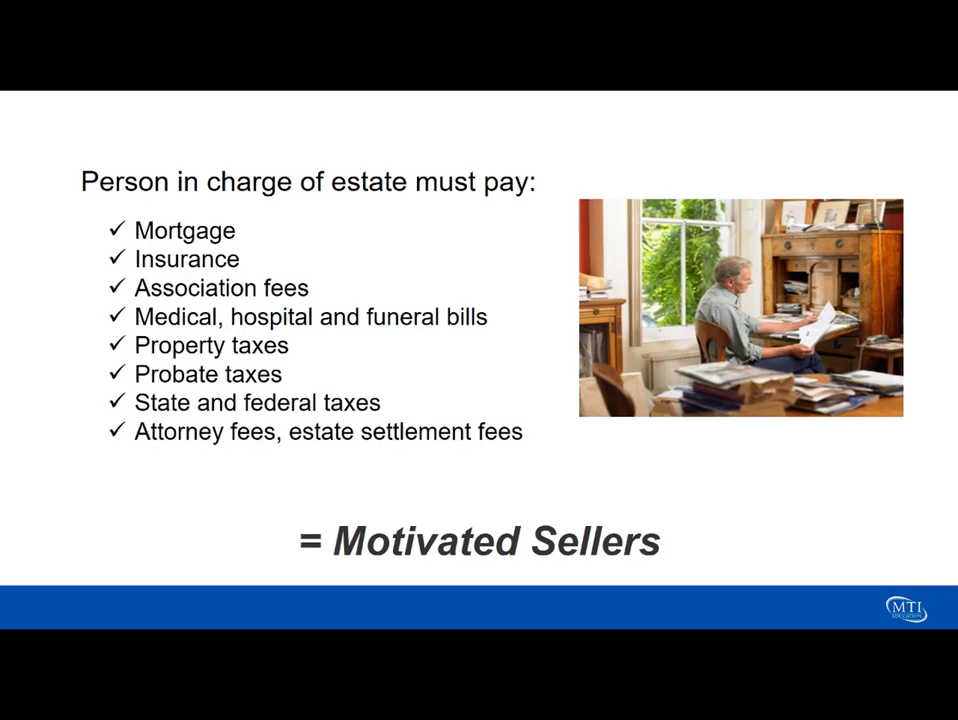 Person in charge of estate must pay:
✓ Mortgage
✓ Insurance
✓ Association fees
✓ Medical, hospital and funeral bills
✓ Property taxes
✓ Probate taxes
✓ State and federal taxes
✓ Attorney fees, estate settlement fees
= Motivated Sellers
MTI
EDUCATION